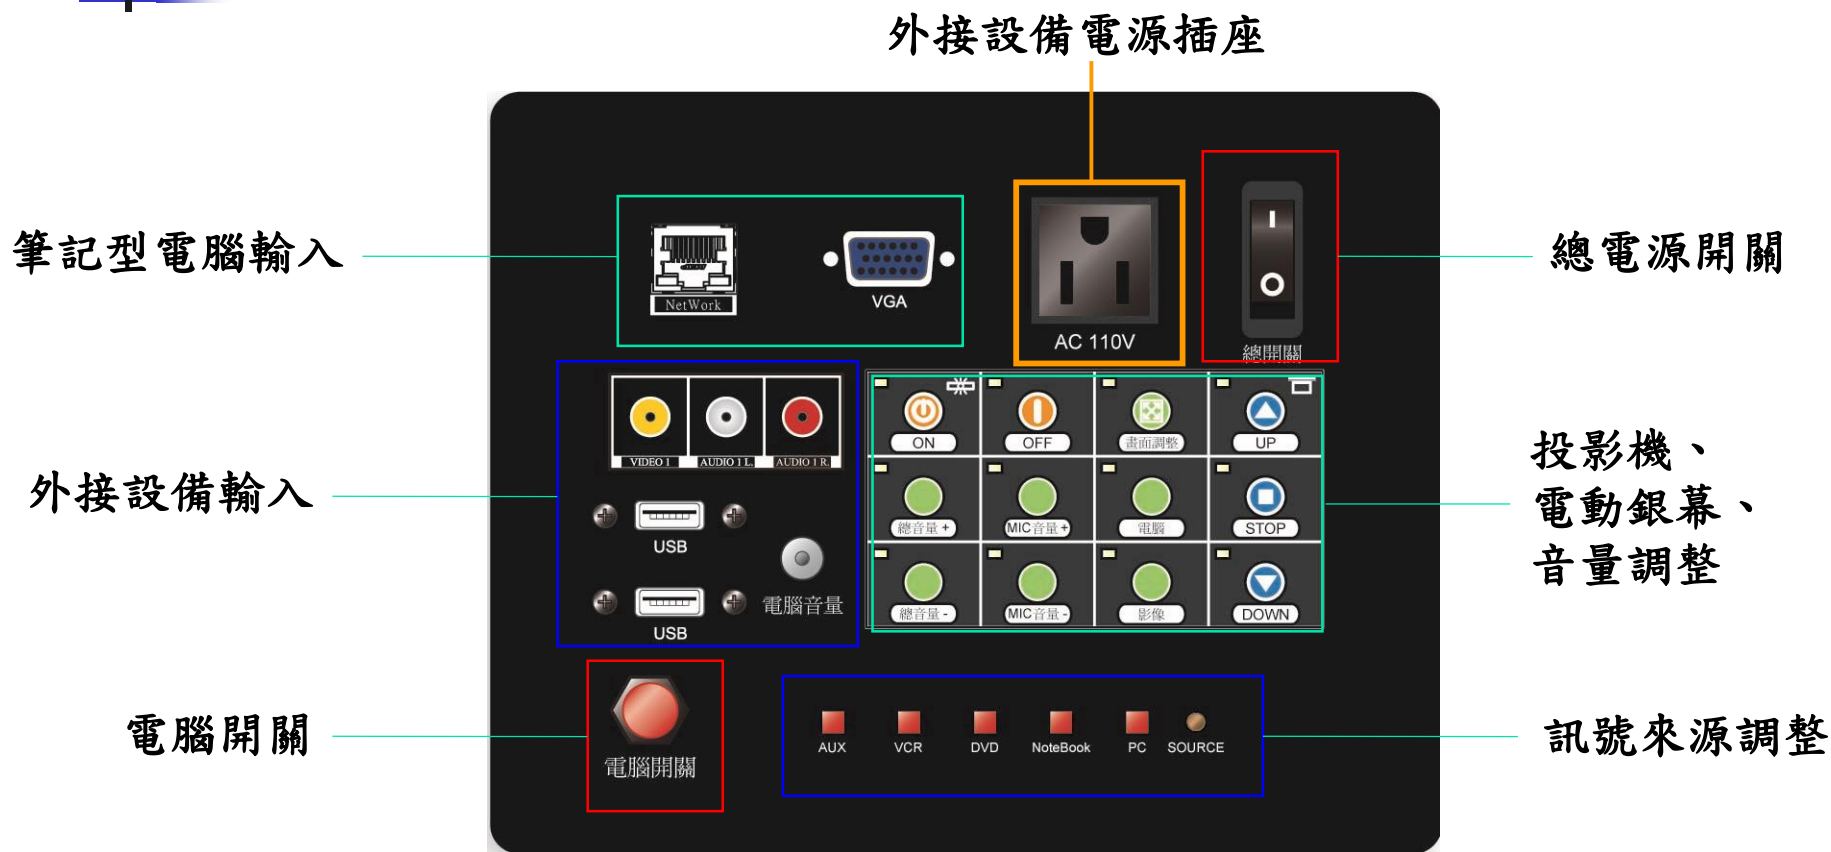 外接設備電源插座
筆記型電腦輸入
NetWork
VGA
AC 110V
總開關
總電源開關
外接設備輸入
VIDEO 1
AUDIO 1 L.
AUDIO 1 R.
USB
USB
電腦音量
ON
OFF
畫面調整
UP
總音量 +
MIC音量 +
電腦
STOP
總音量 -
MIC音量 -
影像
DOWN
投影機、
電動銀幕、
音量調整
電腦開關
電腦開關
AUX
VCR
DVD
NoteBook
PC
SOURCE
訊號來源調整